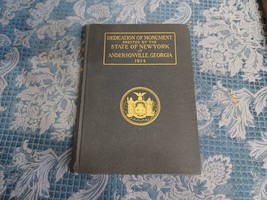 DEDICATION OF MONUMENT
ERECTED BY THE
STATE OF NEW YORK
AT
ANDERSONVILLE, GEORGIA
1914